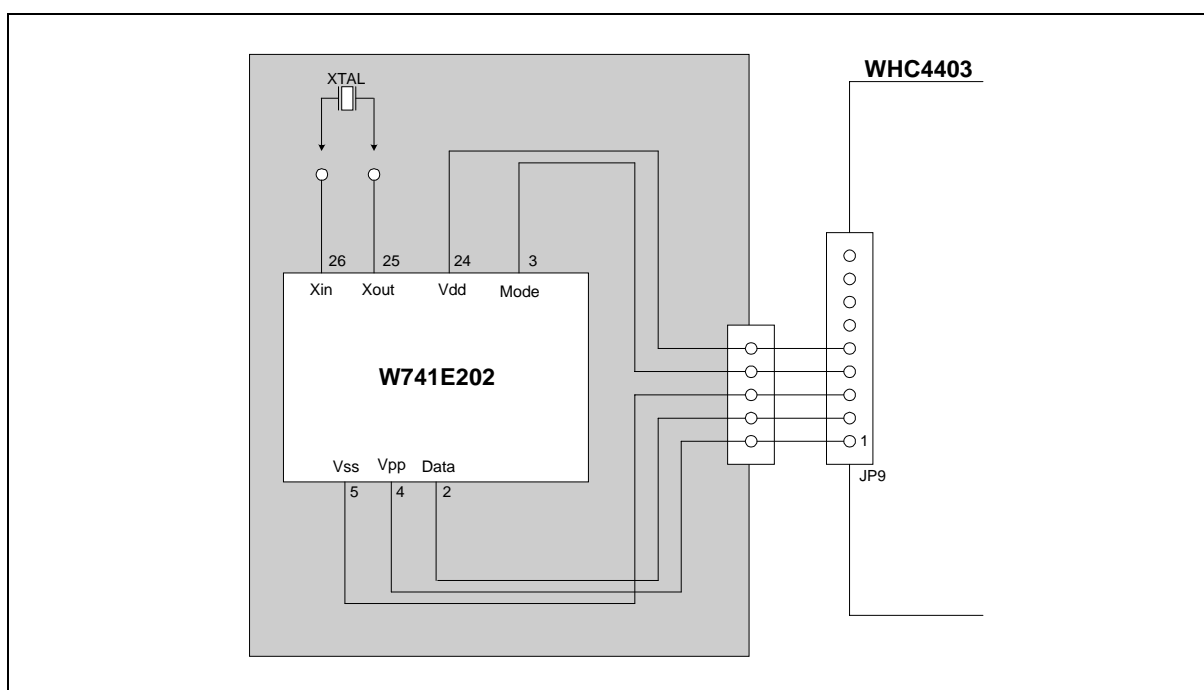 WHC4403
XTAL
26 25 24 3
Xin Xout Vdd Mode
W741E202
1
Vss Vpp Data
JP9
5 4 2